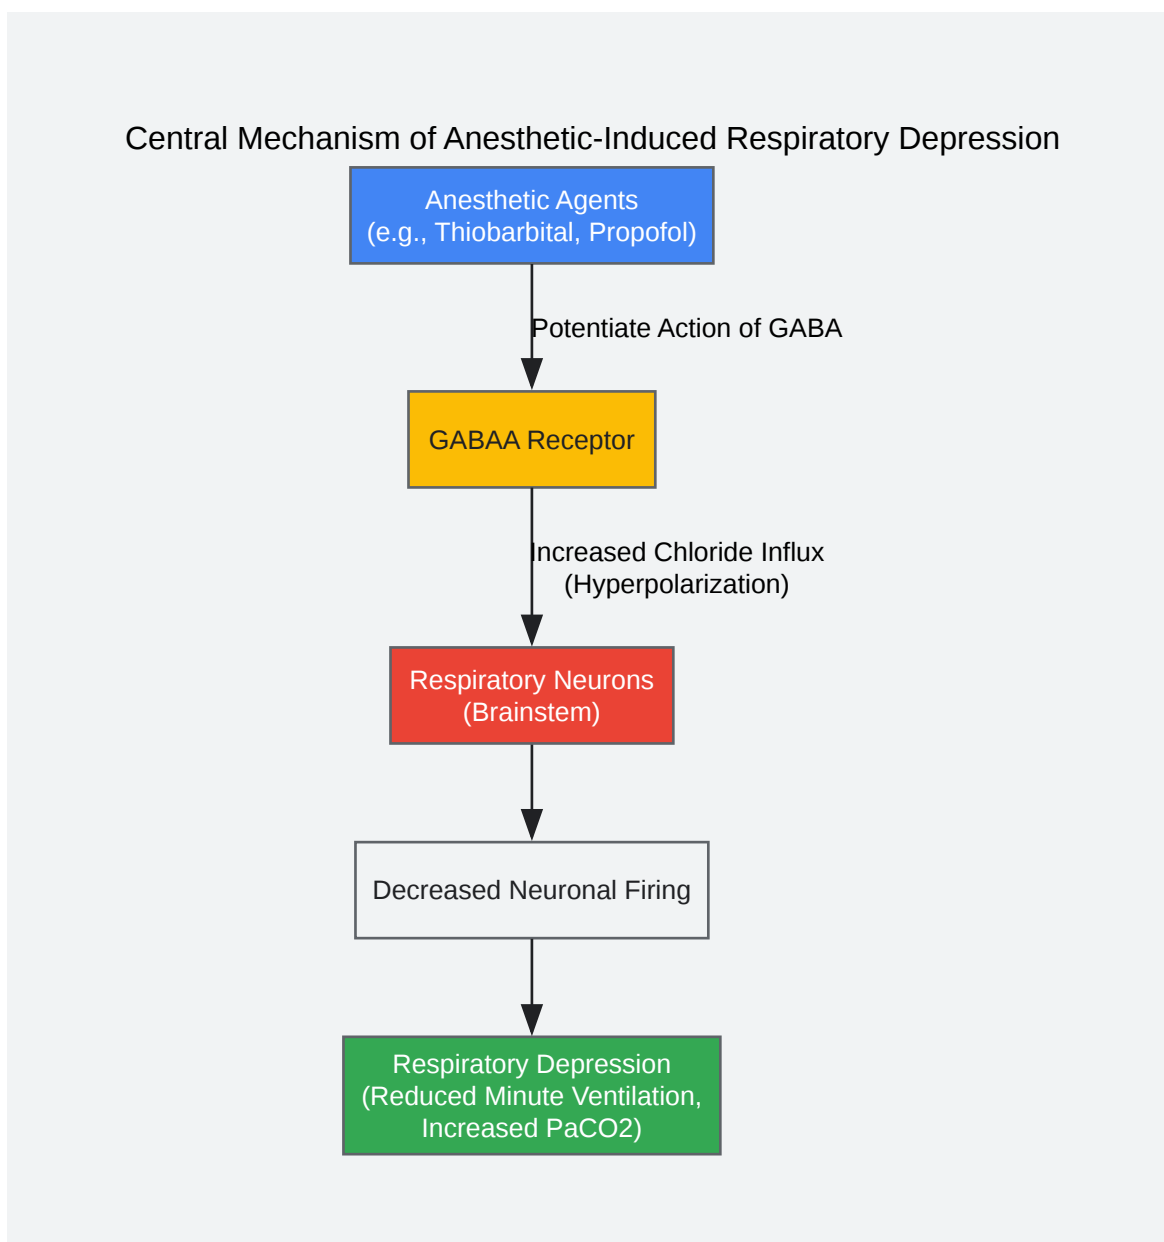 Central Mechanism of Anesthetic-Induced Respiratory Depression
Anesthetic Agents
(e.g., Thiobarbital, Propofol)
Potentiate Action of GABA
GABAA Receptor
Increased Chloride Influx
(Hyperpolarization)
Respiratory Neurons
(Brainstem)
Decreased Neuronal Firing
Respiratory Depression
(Reduced Minute Ventilation,
Increased PaCO2)